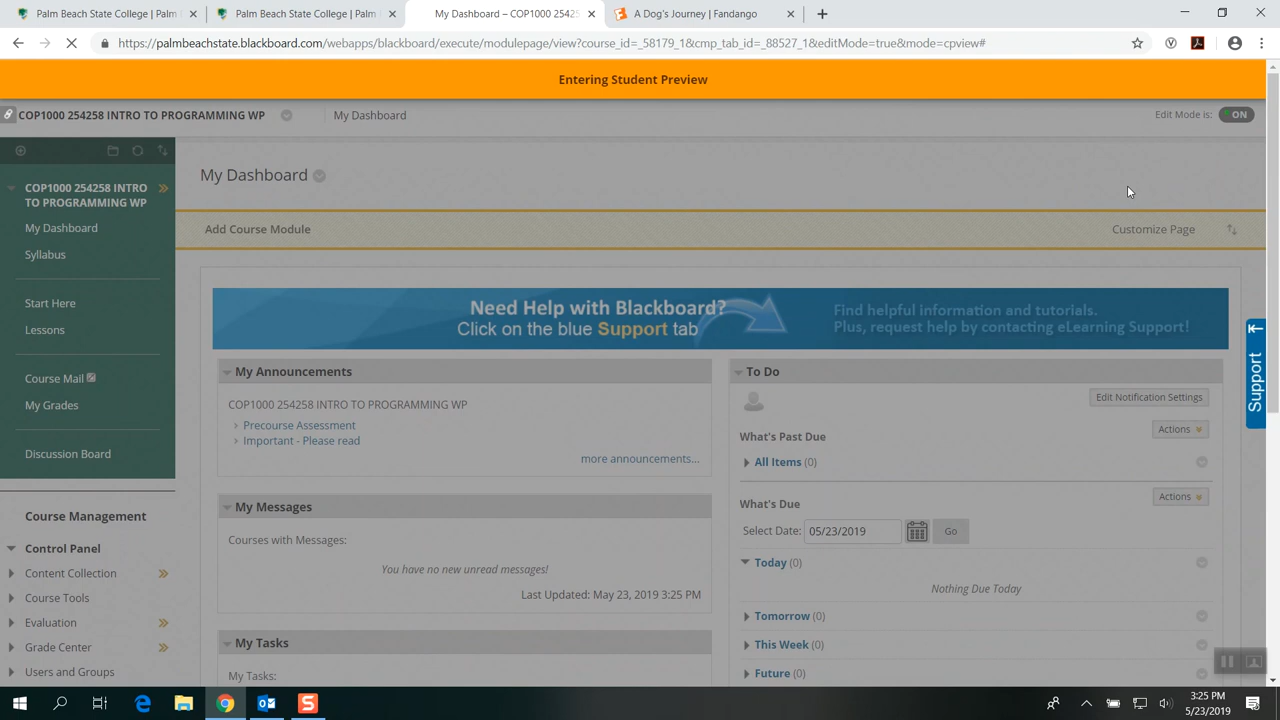 Palm Beach State College | Palm
Palm Beach State College | Palm
My Dashboard – COP1000 2542
A Dog's Journey | Fandango
https://palmbeachstate.blackboard.com/webapps/blackboard/execute/modulepage/view?course_id=_58179_1&cmp_tab_id=_88527_1&editMode=true&mode=cpview#
Entering Student Preview
COP1000 254258 INTRO TO PROGRAMMING WP
My Dashboard
Edit Mode is:
ON
COP1000 254258 INTRO
TO PROGRAMMING WP
My Dashboard
Syllabus
Start Here
Lessons
Course Mail
My Grades
Discussion Board
Course Management
Control Panel
Content Collection
Course Tools
Evaluation
Grade Center
Users and Groups
My Dashboard
Add Course Module
Customize Page
Need Help with Blackboard?
Click on the blue Support tab
Find helpful information and tutorials.
Plus, request help by contacting eLearning Support!
My Announcements
COP1000 254258 INTRO TO PROGRAMMING WP
Precourse Assessment
Important - Please read
more announcements...
My Messages
Courses with Messages:
You have no new unread messages!
Last Updated: May 23, 2019 3:25 PM
My Tasks
My Tasks:
To Do
Edit Notification Settings
What's Past Due
Actions
All Items (0)
What's Due
Actions
Select Date:
05/23/2019
Go
Today (0)
Nothing Due Today
Tomorrow (0)
This Week (0)
Future (0)
Support
3:25 PM
5/23/2019